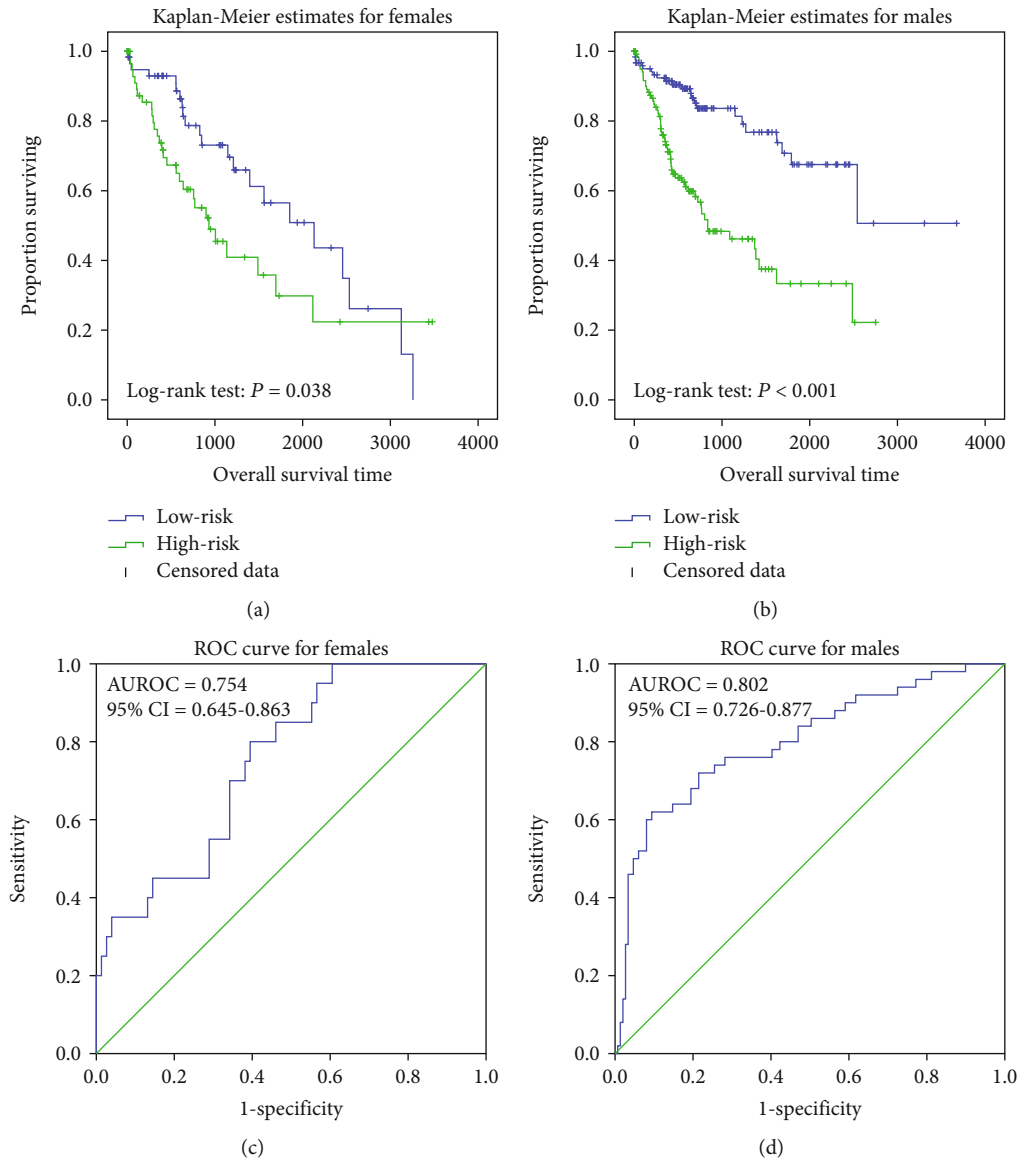 Kaplan-Meier estimates for females
1.0
0.8
0.6
0.4
0.2
0.0
Proportion surviving
Log-rank test: P = 0.038
0 1000 2000 3000 4000
Overall survival time
Low-risk
High-risk
Censored data
(a)
Kaplan-Meier estimates for males
1.0
0.8
0.6
0.4
0.2
0.0
Proportion surviving
Log-rank test: P < 0.001
0 1000 2000 3000 4000
Overall survival time
Low-risk
High-risk
Censored data
(b)
ROC curve for females
1.0
0.8
0.6
0.4
0.2
0.0
Sensitivity
AUROC = 0.754
95% CI = 0.645-0.863
0.0 0.2 0.4 0.6 0.8 1.0
1-specificity
(c)
ROC curve for males
1.0
0.8
0.6
0.4
0.2
0.0
Sensitivity
AUROC = 0.802
95% CI = 0.726-0.877
0.0 0.2 0.4 0.6 0.8 1.0
1-specificity
(d)